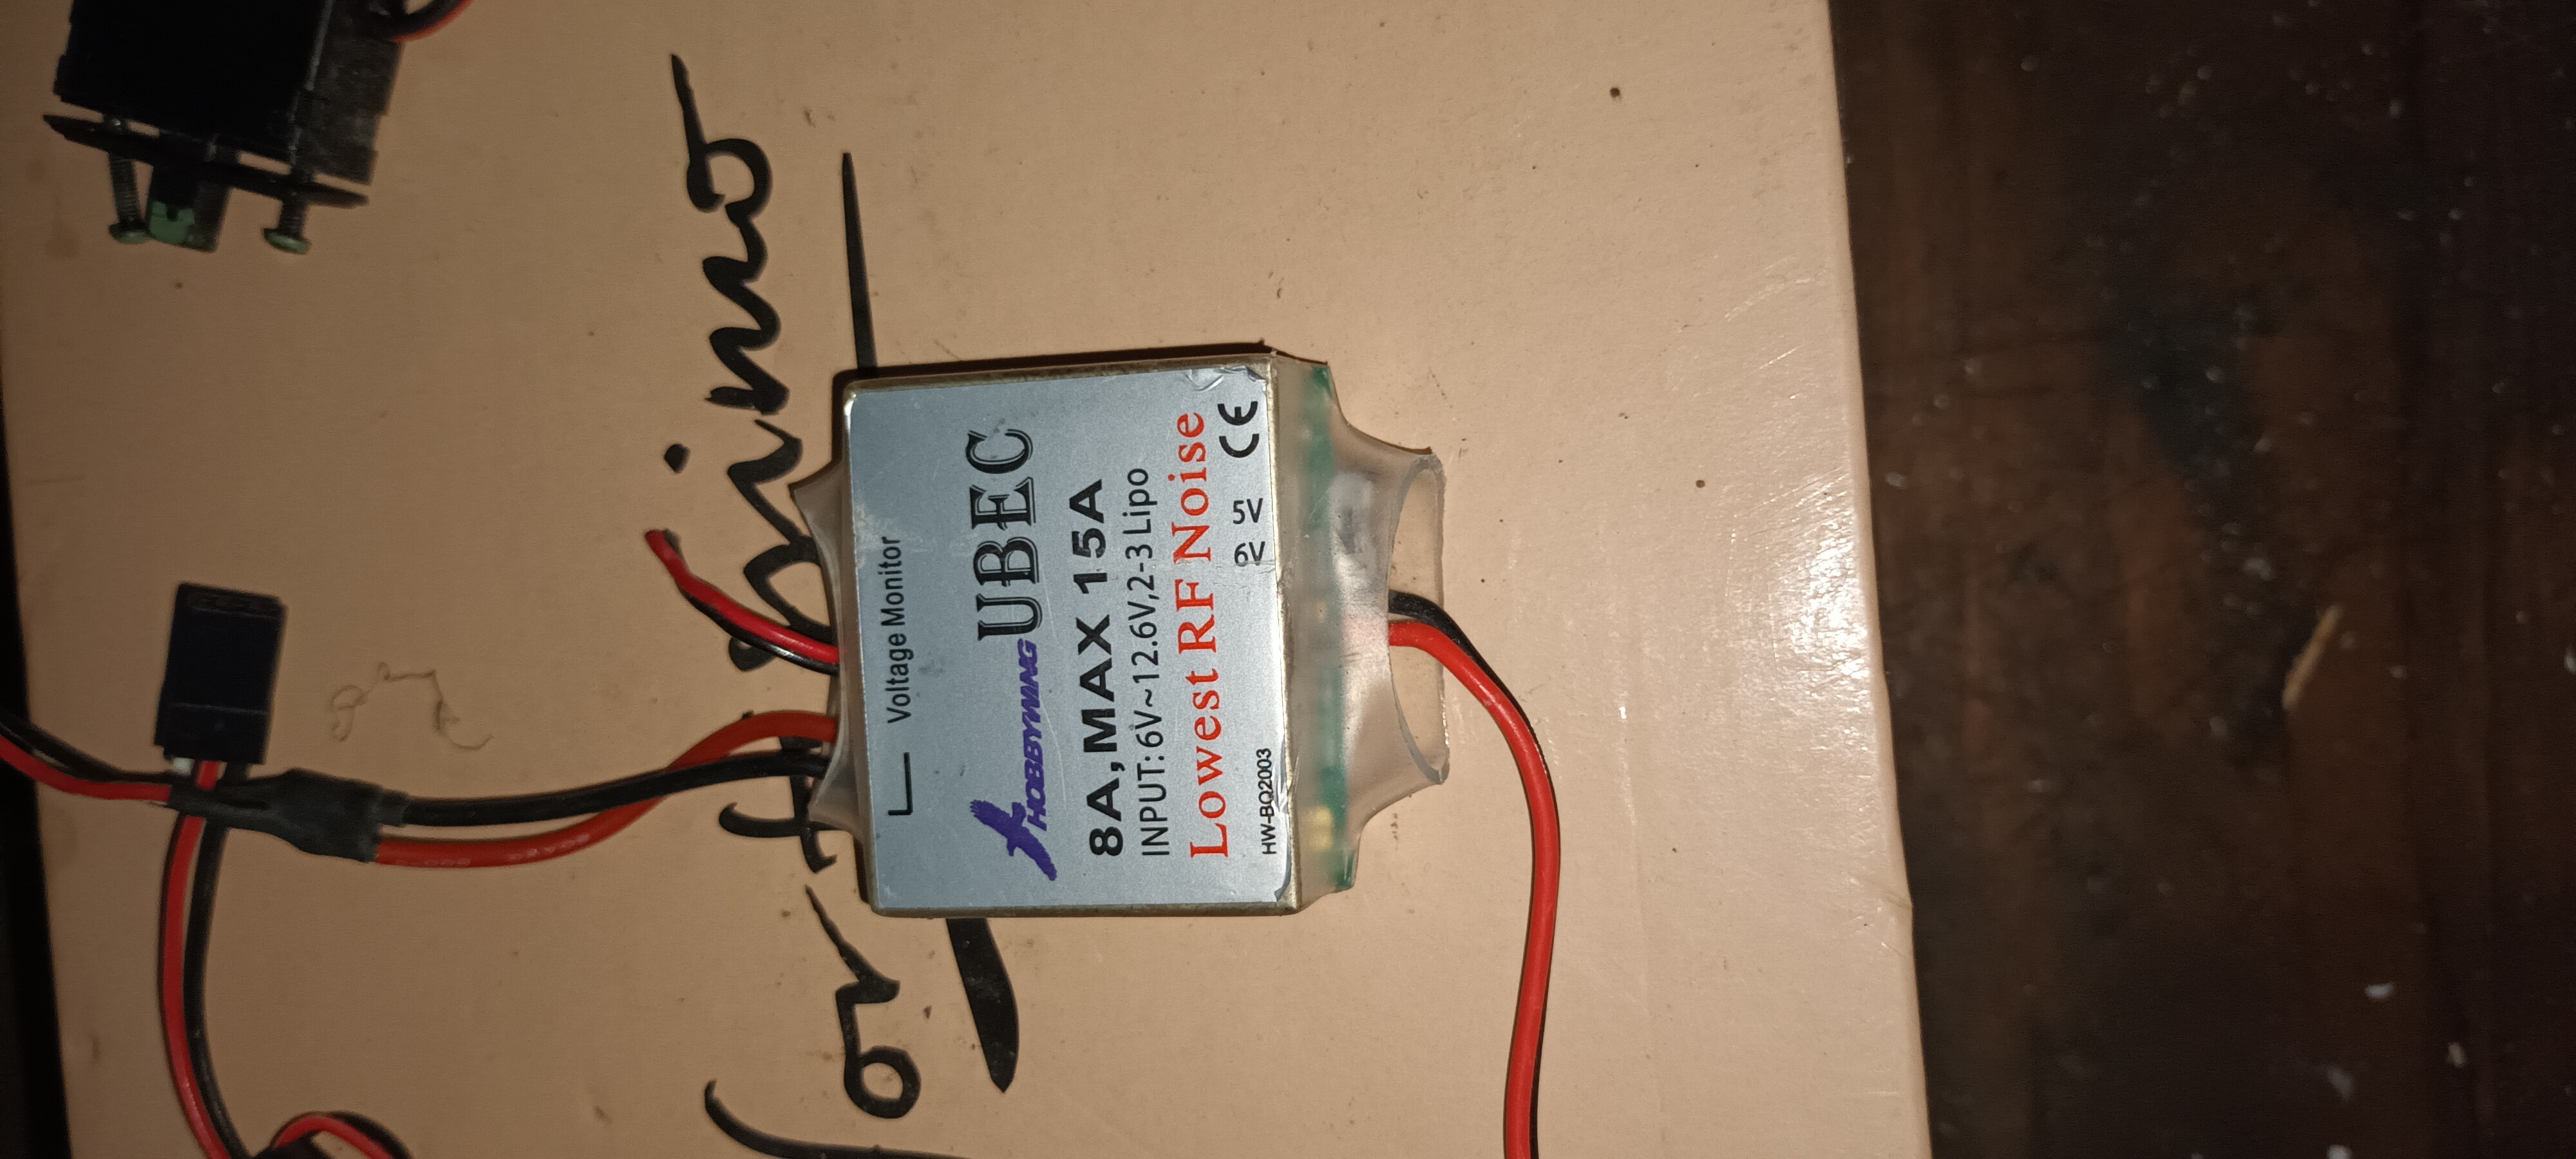 Voltage Monitor
HOBBYWING UBEC
8A,MAX 15A
INPUT: 6V~12.6V,2-3 Lipo
Lowest RF Noise
HW-BQ2003 6V 5V CE